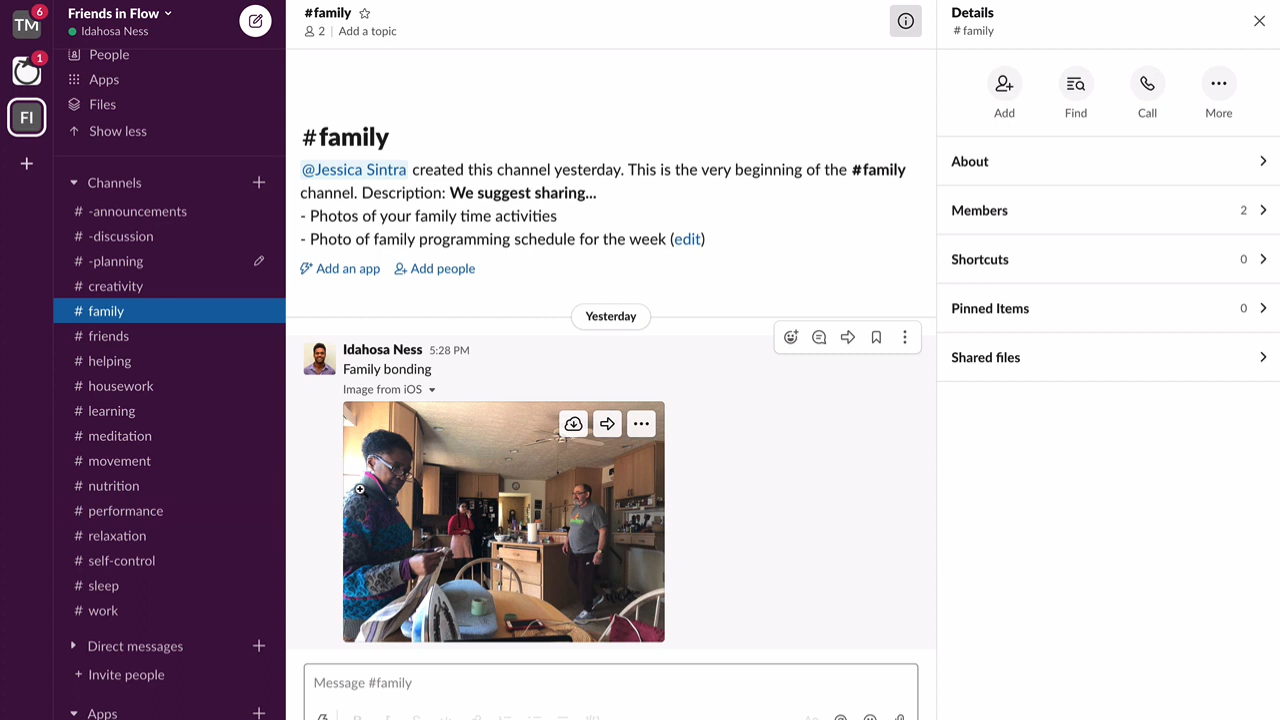 TM
6
1
FI
Friends in Flow
Idahosa Ness
People
Apps
Files
Show less
Channels
# -announcements
# -discussion
# -planning
# creativity
# family
# friends
# helping
# housework
# learning
# meditation
# movement
# nutrition
# performance
# relaxation
# self-control
# sleep
# work
Direct messages
+ Invite people
Apps
#family
2 | Add a topic
#family
@Jessica Sintra created this channel yesterday. This is the very beginning of the #family
channel. Description: We suggest sharing...
- Photos of your family time activities
- Photo of family programming schedule for the week (edit)
Add an app Add people
Yesterday
Idahosa Ness 5:28 PM
Family bonding
Image from iOS
Message #family
Details
# family
Add Find Call More
About
Members 2
Shortcuts 0
Pinned Items 0
Shared files